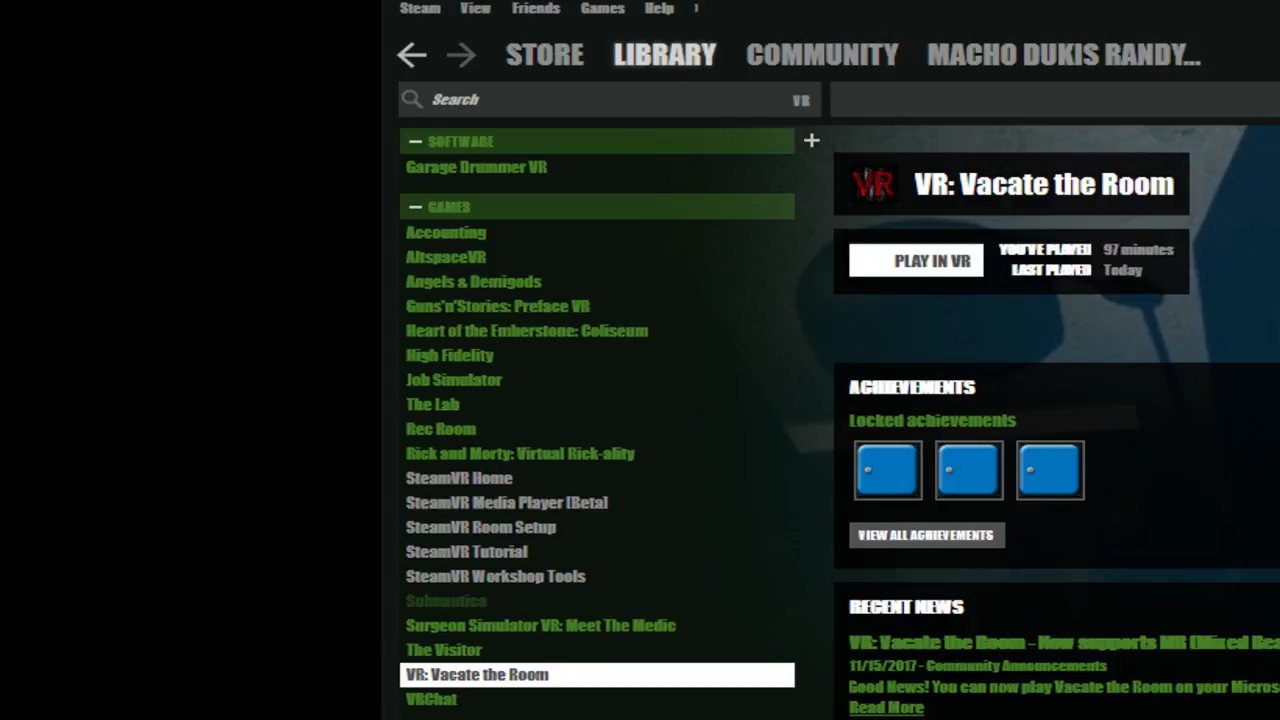 Steam View Friends Games Help
STORE LIBRARY COMMUNITY MACHO DUKIS RANDY...
Search VR
— SOFTWARE +
Garage Drummer VR
— GAMES
Accounting
AltspaceVR
Angels & Demigods
Guns'n'Stories: Preface VR
Heart of the Emberstone: Coliseum
High Fidelity
Job Simulator
The Lab
Rec Room
Rick and Morty: Virtual Rick-ality
SteamVR Home
SteamVR Media Player [Beta]
SteamVR Room Setup
SteamVR Tutorial
SteamVR Workshop Tools
Subnautica
Surgeon Simulator VR: Meet The Medic
The Visitor
VR: Vacate the Room
VRChat
VR VR: Vacate the Room
PLAY IN VR
YOU'VE PLAYED 97 minutes
LAST PLAYED Today
ACHIEVEMENTS
Locked achievements
VIEW ALL ACHIEVEMENTS
RECENT NEWS
VR: Vacate the Room - Now supports MR (Mixed Rea
11/15/2017 - Community Announcements
Good News! You can now play Vacate the Room on your Micros
Read More